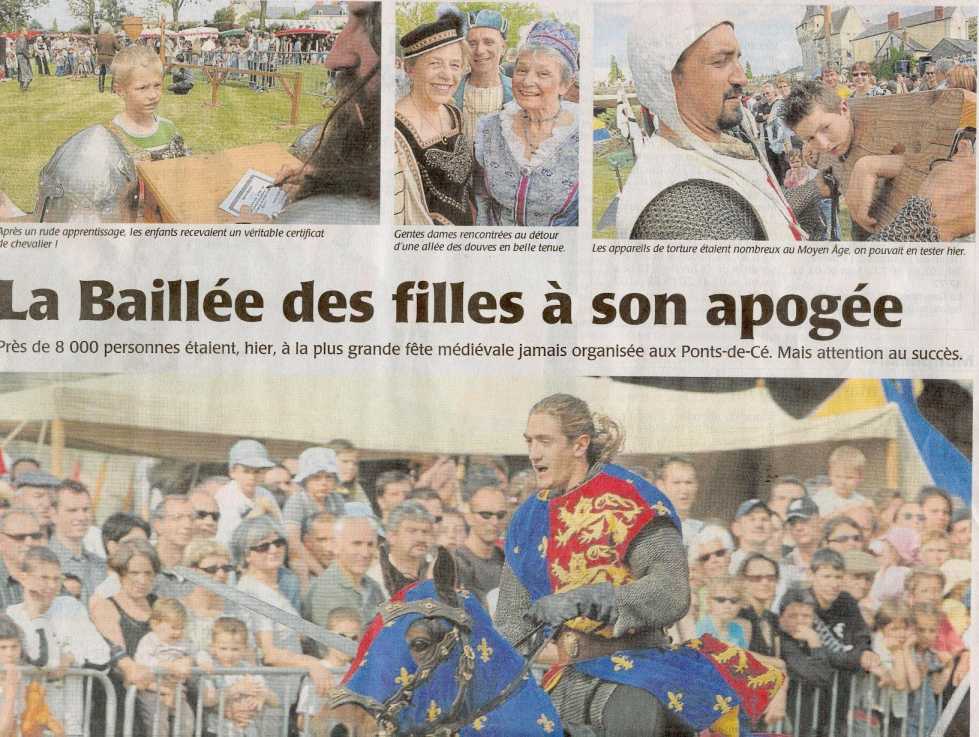 Après un rude apprentissage, les enfants recevaient un véritable certificat
de chevalier !
Gentes dames rencontrées au détour
d'une allée des douves en belle tenue.
Les appareils de torture étaient nombreux au Moyen Âge, on pouvait en tester hier.
La Baillée des filles à son apogée
Près de 8 000 personnes étaient, hier, à la plus grande fête médiévale jamais organisée aux Ponts-de-Cé. Mais attention au succès.